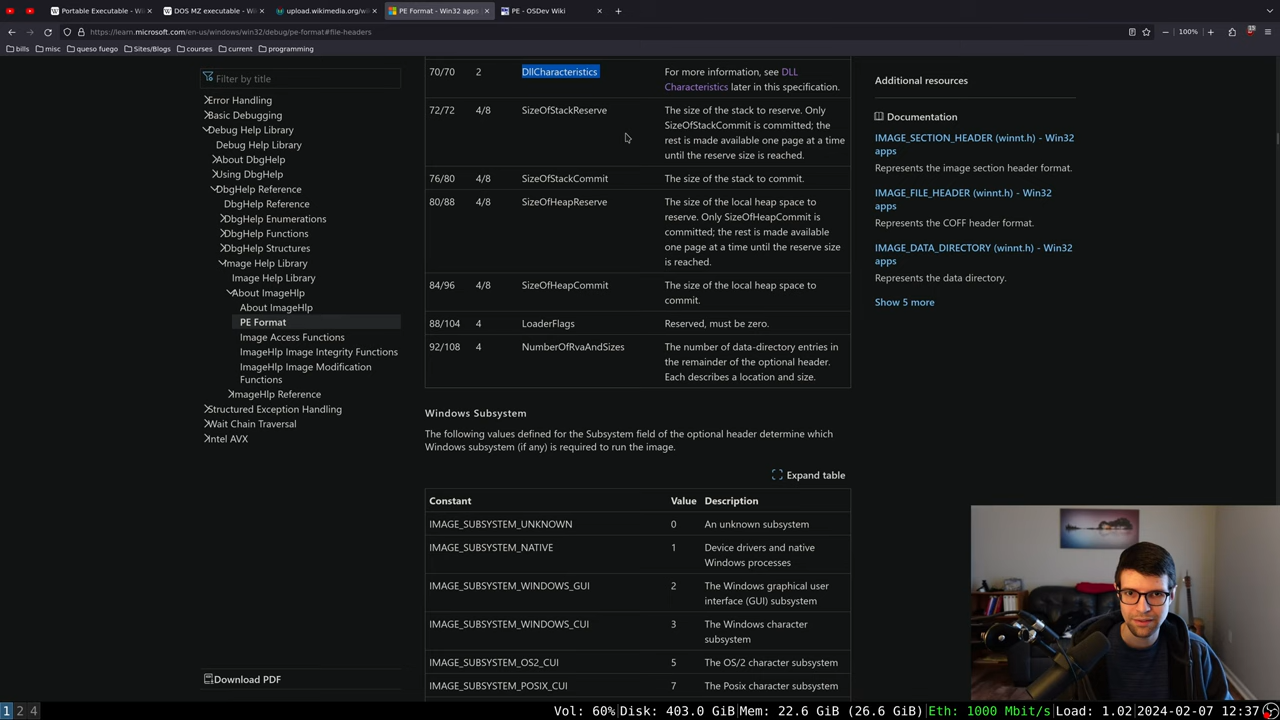 Portable Executable - Wi
DOS MZ executable - Wi
upload.wikimedia.org/wi
PE Format - Win32 apps
PE - OSDev Wiki
https://learn.microsoft.com/en-us/windows/win32/debug/pe-format#file-headers
100%
bills
misc
queso fuego
Sites/Blogs
courses
current
programming
Filter by title
Error Handling
Basic Debugging
Debug Help Library
Debug Help Library
About DbgHelp
Using DbgHelp
DbgHelp Reference
DbgHelp Reference
DbgHelp Enumerations
DbgHelp Functions
DbgHelp Structures
Image Help Library
Image Help Library
About ImageHlp
About ImageHlp
PE Format
Image Access Functions
ImageHlp Image Integrity Functions
ImageHlp Image Modification
Functions
ImageHlp Reference
Structured Exception Handling
Wait Chain Traversal
Intel AVX
Download PDF
70/70 2 DllCharacteristics For more information, see DLL
Characteristics later in this specification.
72/72 4/8 SizeOfStackReserve The size of the stack to reserve. Only
SizeOfStackCommit is committed; the
rest is made available one page at a time
until the reserve size is reached.
76/80 4/8 SizeOfStackCommit The size of the stack to commit.
80/88 4/8 SizeOfHeapReserve The size of the local heap space to
reserve. Only SizeOfHeapCommit is
committed; the rest is made available
one page at a time until the reserve size
is reached.
84/96 4/8 SizeOfHeapCommit The size of the local heap space to
commit.
88/104 4 LoaderFlags Reserved, must be zero.
92/108 4 NumberOfRvaAndSizes The number of data-directory entries in
the remainder of the optional header.
Each describes a location and size.
Windows Subsystem
The following values defined for the Subsystem field of the optional header determine which
Windows subsystem (if any) is required to run the image.
Expand table
Constant Value Description
IMAGE_SUBSYSTEM_UNKNOWN 0 An unknown subsystem
IMAGE_SUBSYSTEM_NATIVE 1 Device drivers and native
Windows processes
IMAGE_SUBSYSTEM_WINDOWS_GUI 2 The Windows graphical user
interface (GUI) subsystem
IMAGE_SUBSYSTEM_WINDOWS_CUI 3 The Windows character
subsystem
IMAGE_SUBSYSTEM_OS2_CUI 5 The OS/2 character subsystem
IMAGE_SUBSYSTEM_POSIX_CUI 7 The Posix character subsystem
Additional resources
Documentation
IMAGE_SECTION_HEADER (winnt.h) - Win32
apps
Represents the image section header format.
IMAGE_FILE_HEADER (winnt.h) - Win32
apps
Represents the COFF header format.
IMAGE_DATA_DIRECTORY (winnt.h) - Win32
apps
Represents the data directory.
Show 5 more
1 2 4
Vol: 60% Disk: 403.0 GiB Mem: 22.6 GiB (26.6 GiB) Eth: 1000 Mbit/s Load: 1.02 2024-02-07 12:37